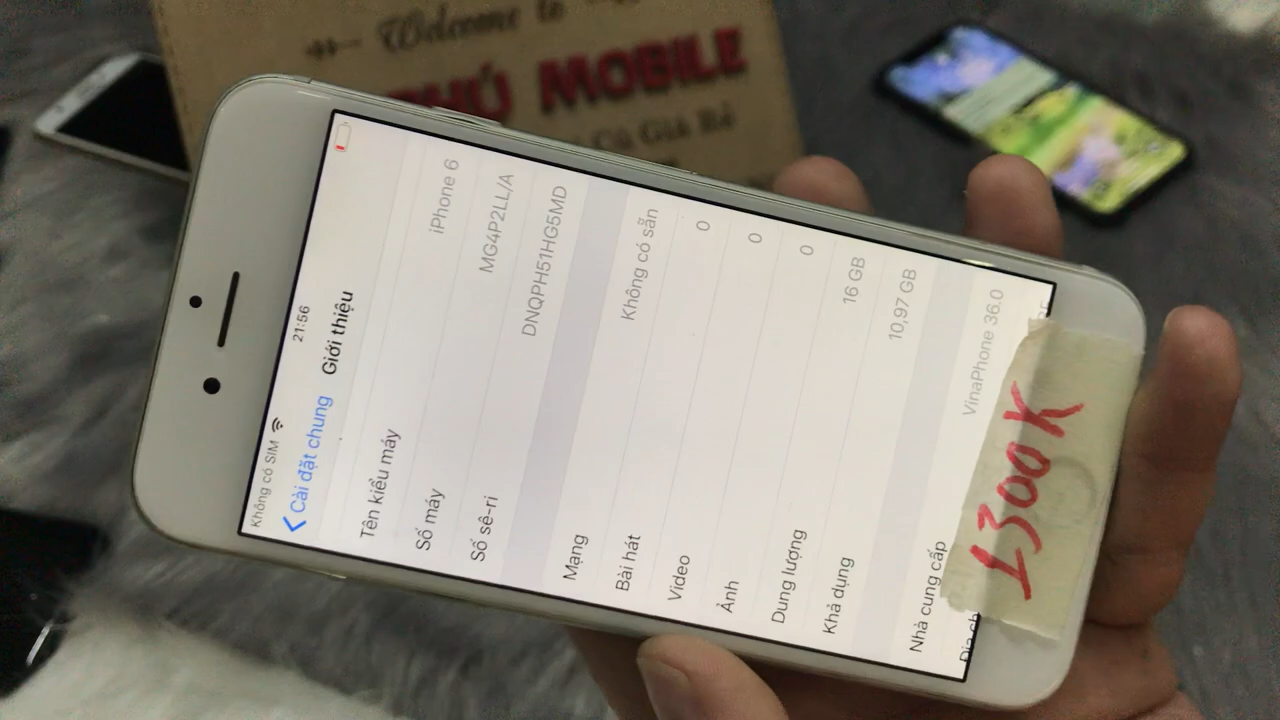 Welcome to
PHÚ MOBILE
Cũ Giá Rẻ
Không có SIM
21:56
Cài đặt chung
Giới thiệu
Tên kiểu máy
iPhone 6
Số máy
MG4P2LL/A
Số sê-ri
DNQPH51HG5MD
Mạng
Không có sẵn
Bài hát
0
Video
0
Ảnh
0
Dung lượng
16 GB
Khả dụng
10,97 GB
Nhà cung cấp
VinaPhone 36.0
1300K